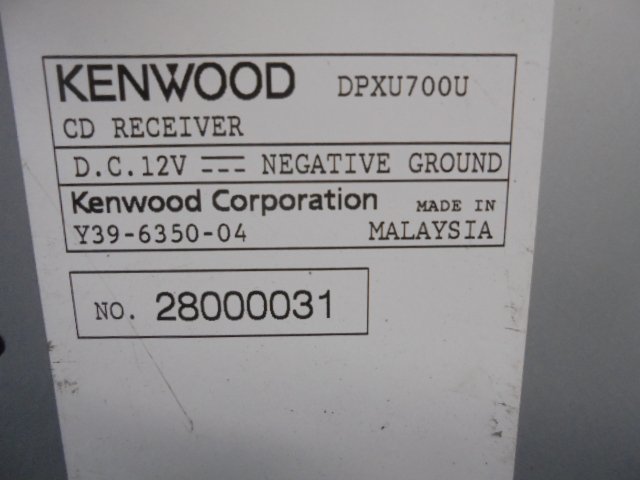 KENWOOD DPXU700U
CD RECEIVER
D.C.12V ⎓ NEGATIVE GROUND
Kenwood Corporation MADE IN
Y39-6350-04 MALAYSIA
NO. 28000031